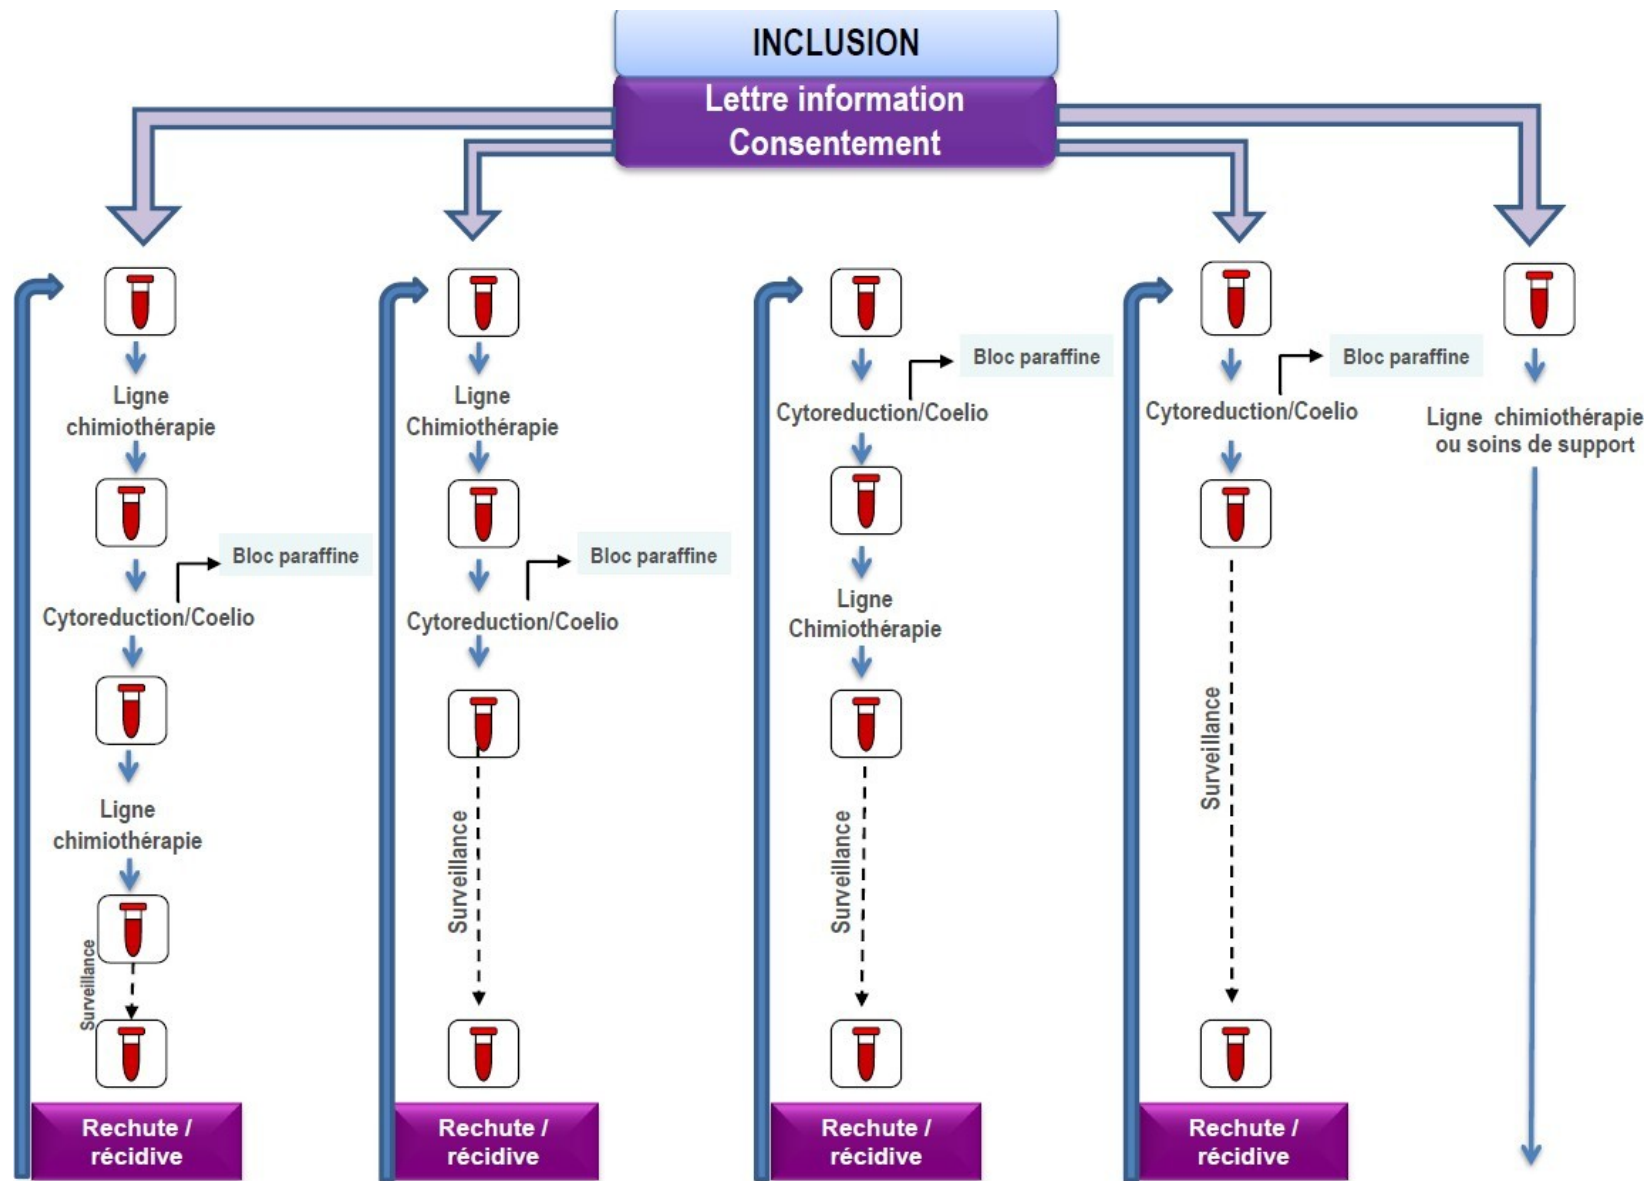 INCLUSION
Lettre information
Consentement
Ligne
chimiothérapie
Bloc paraffine
Cytoreduction/Coelio
Ligne
chimiothérapie
Surveillance
Rechute /
récidive
Ligne
Chimiothérapie
Bloc paraffine
Cytoreduction/Coelio
Surveillance
Rechute /
récidive
Bloc paraffine
Cytoreduction/Coelio
Ligne
Chimiothérapie
Surveillance
Rechute /
récidive
Bloc paraffine
Cytoreduction/Coelio
Surveillance
Rechute /
récidive
Ligne chimiothérapie
ou soins de support